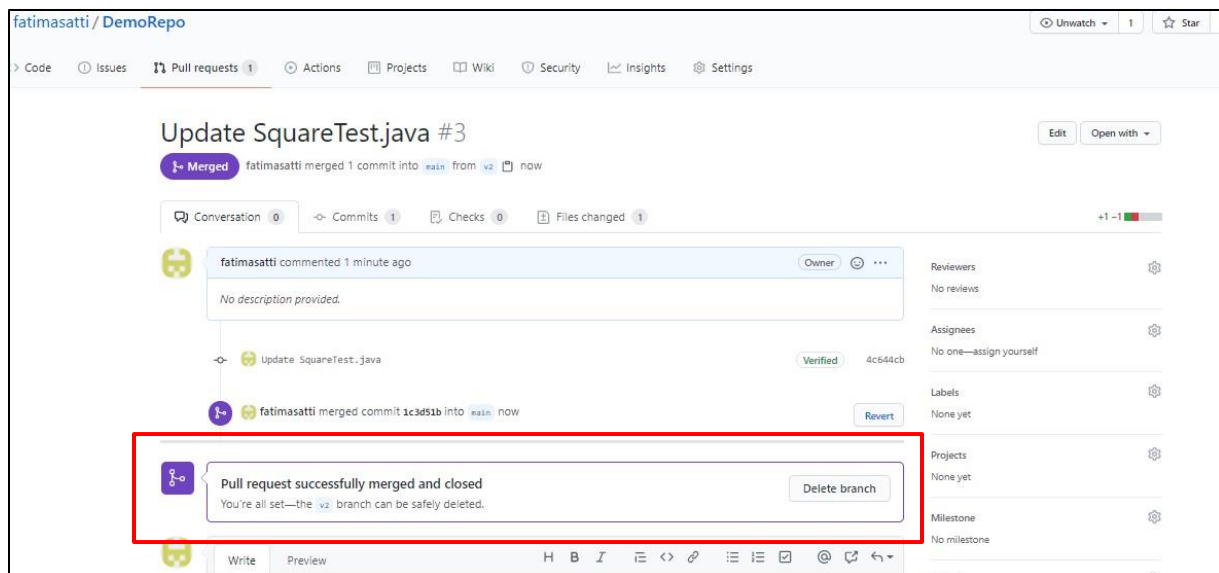 fatimasatti / DemoRepo
Unwatch 1 Star
Code Issues Pull requests 1 Actions Projects Wiki Security Insights Settings
Update SquareTest.java #3
Edit Open with
Merged fatimasatti merged 1 commit into main from v2 now
Conversation 0 Commits 1 Checks 0 Files changed 1 +1 −1
fatimasatti commented 1 minute ago Owner ...
No description provided.
Reviewers
No reviews
Assignees
No one—assign yourself
Update SquareTest.java Verified 4c644cb
Labels
None yet
fatimasatti merged commit 1c3d51b into main now Revert
Projects
None yet
Pull request successfully merged and closed
You're all set—the v2 branch can be safely deleted.
Delete branch
Milestone
No milestone
Write Preview H B I